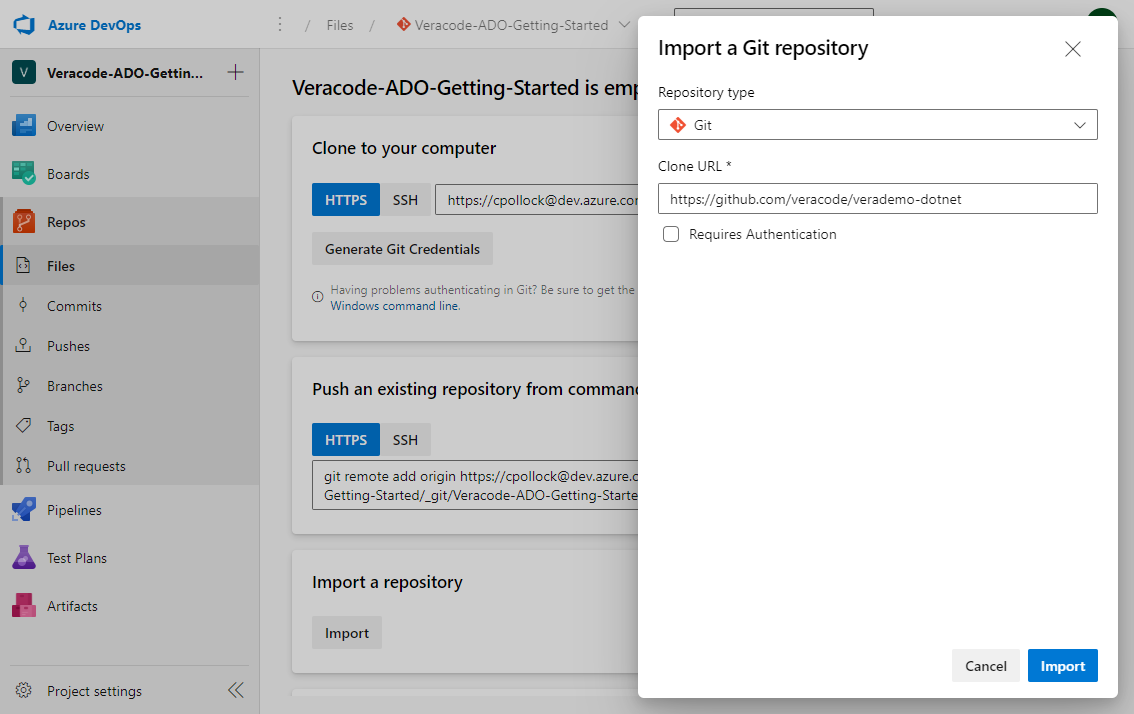 Azure DevOps
/ Files / Veracode-ADO-Getting-Started
V Veracode-ADO-Gettin...
Overview
Boards
Repos
Files
Commits
Pushes
Branches
Tags
Pull requests
Pipelines
Test Plans
Artifacts
Project settings
Veracode-ADO-Getting-Started is
Clone to your computer
HTTPS SSH https://cpollock@dev.azure.co
Generate Git Credentials
Having problems authenticating in Git? Be sure to get the
Windows command line.
Push an existing repository from
HTTPS SSH
git remote add origin https://cpollock@dev.azure.c
Getting-Started/_git/Veracode-ADO-Getting-Starte
Import a repository
Import
Import a Git repository
Repository type
Git
Clone URL *
https://github.com/veracode/verademo-dotnet
Requires Authentication
Cancel Import